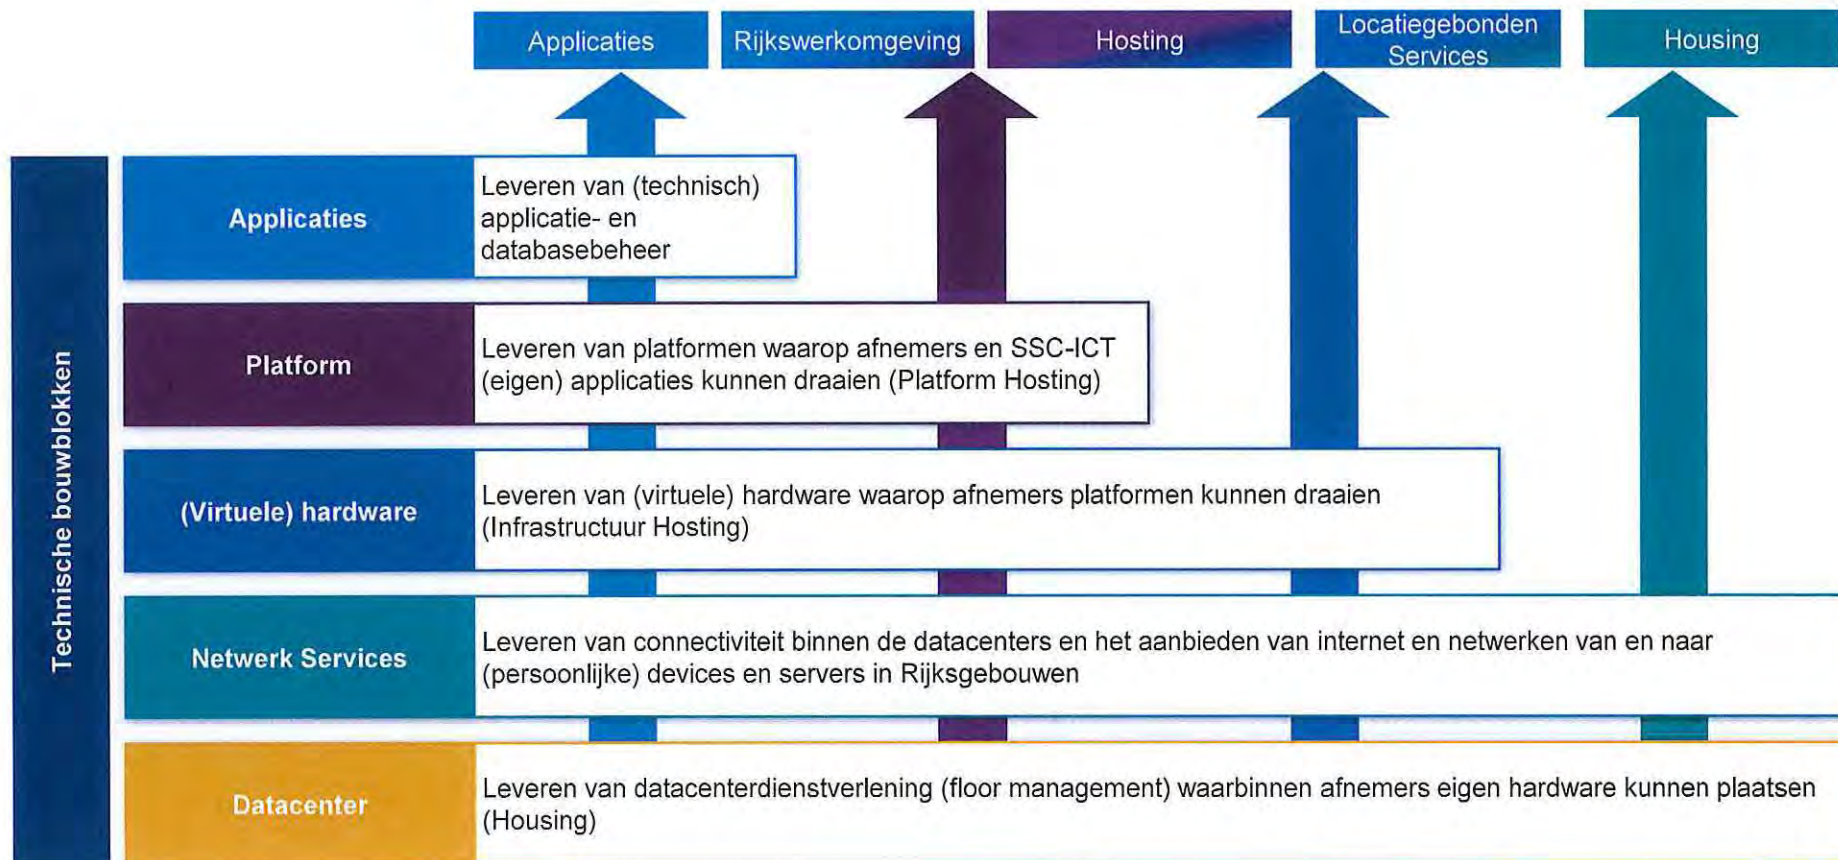 Applicaties
Rijkswerkomgeving
Hosting
Locatiegebonden
Services
Housing
Technische bouwblokken
Applicaties
Leveren van (technisch)
applicatie- en
databasebeheer
Platform
Leveren van platformen waarop afnemers en SSC-ICT
(eigen) applicaties kunnen draaien (Platform Hosting)
(Virtuele) hardware
Leveren van (virtuele) hardware waarop afnemers platformen kunnen draaien
(Infrastructuur Hosting)
Netwerk Services
Leveren van connectiviteit binnen de datacenters en het aanbieden van internet en netwerken van en naar
(persoonlijke) devices en servers in Rijksgebouwen
Datacenter
Leveren van datacenterdienstverlening (floor management) waarbinnen afnemers eigen hardware kunnen plaatsen
(Housing)